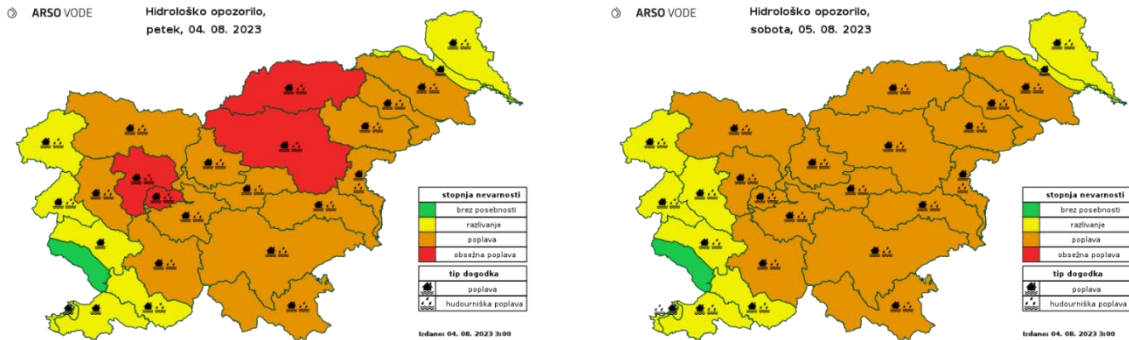 ARSO VODE
Hidrološko opozorilo,
petek, 04. 08. 2023
stopnja nevarnosti
brez posebnosti
razlivanje
poplava
obsežna poplava
tip dogodka
poplava
hudourniška poplava
Izdano: 04. 08. 2023 3:00
ARSO VODE
Hidrološko opozorilo,
sobota, 05. 08. 2023
stopnja nevarnosti
brez posebnosti
razlivanje
poplava
obsežna poplava
tip dogodka
poplava
hudourniška poplava
Izdano: 04. 08. 2023 3:00